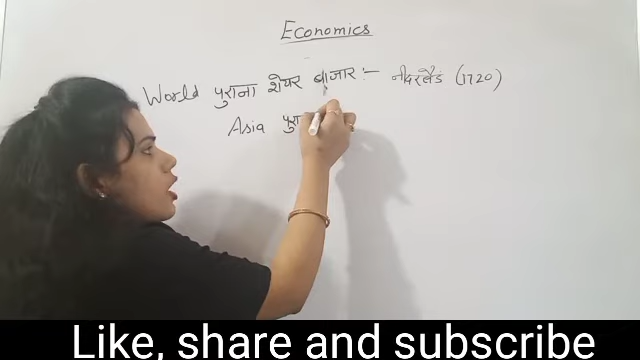 Economics
World पुराना शेयर बाजार :- नीदरलैंड (1720)
Asia
Like, share and subscribe